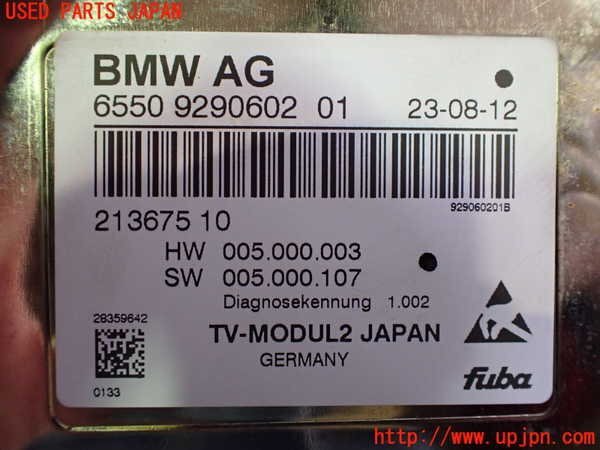 USED PARTS JAPAN
BMW AG
6550 9290602 01 23-08-12
929060201B
213675 10
HW 005.000.003
SW 005.000.107
Diagnosekennung 1.002
28359642
TV-MODUL2 JAPAN
GERMANY
0133
fuba
http://www.upjpn.com/